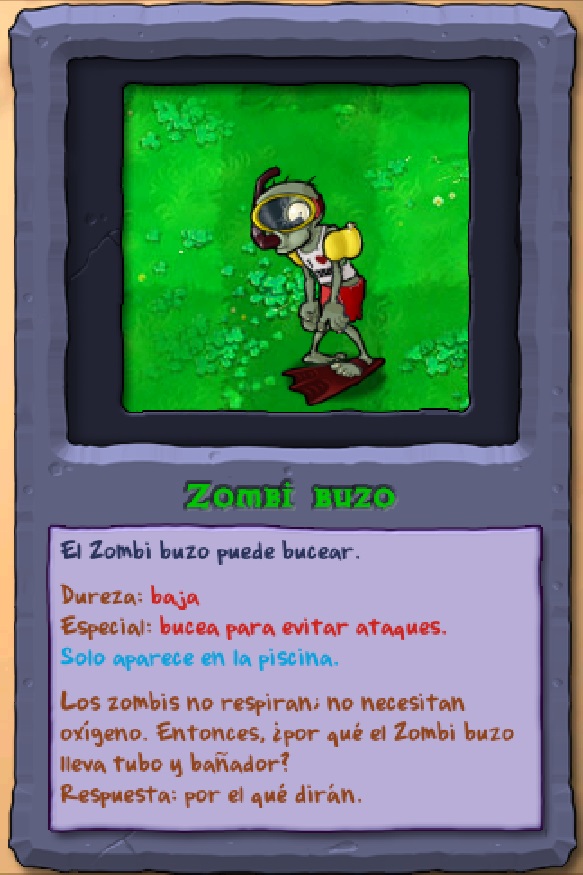 Zombi buzo
El Zombi buzo puede bucear.
Dureza: baja
Especial: bucea para evitar ataques.
Solo aparece en la piscina.
Los zombis no respiran; no necesitan
oxígeno. Entonces, ¿por qué el Zombi buzo
lleva tubo y bañador?
Respuesta: por el qué dirán.